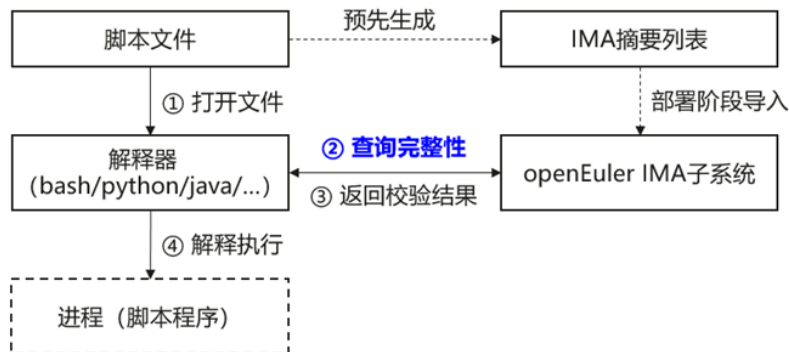 脚本文件
预先生成
IMA摘要列表
① 打开文件
部署阶段导入
解释器
（bash/python/java/...）
② 查询完整性
③ 返回校验结果
openEuler IMA子系统
④ 解释执行
进程（脚本程序）